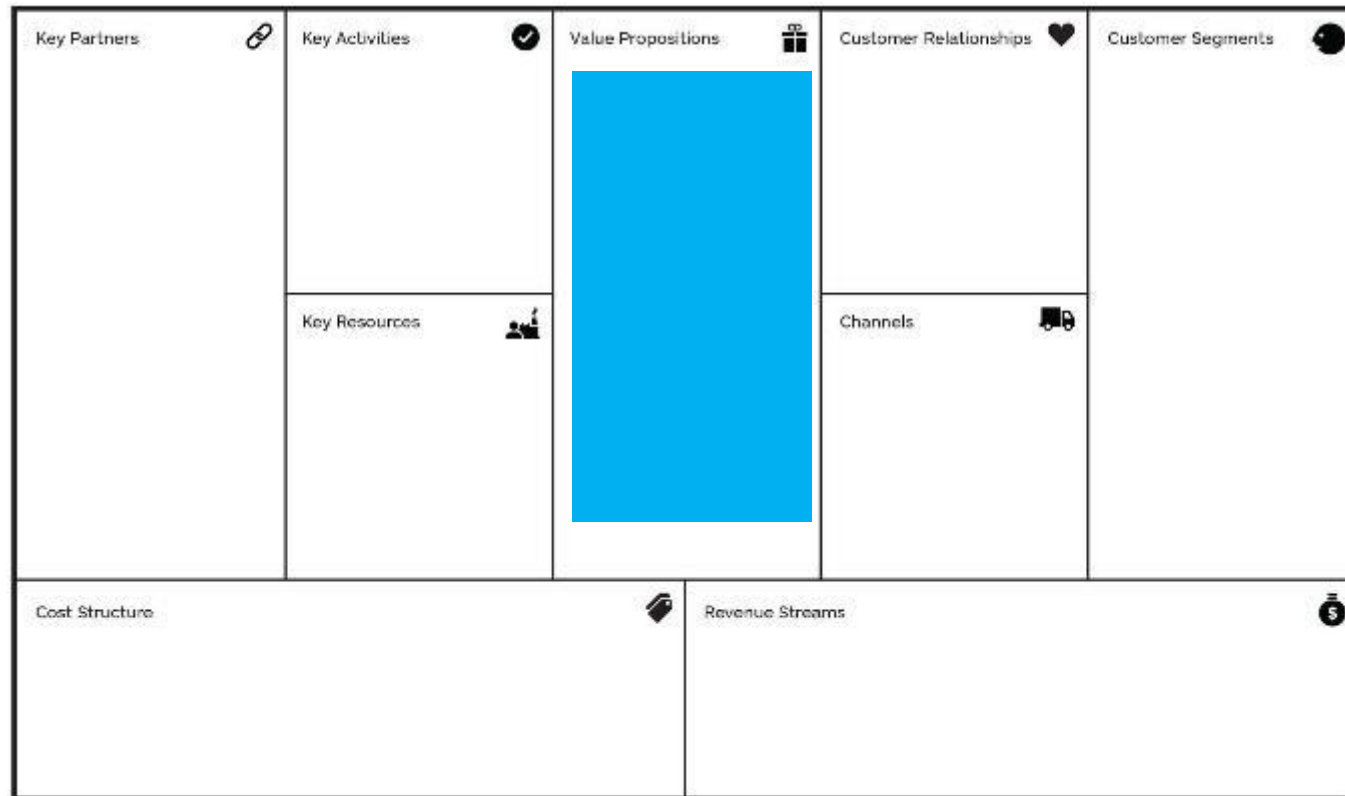 Key Partners
Key Activities
Value Propositions
Customer Relationships
Customer Segments
Key Resources
Channels
Cost Structure
Revenue Streams
$